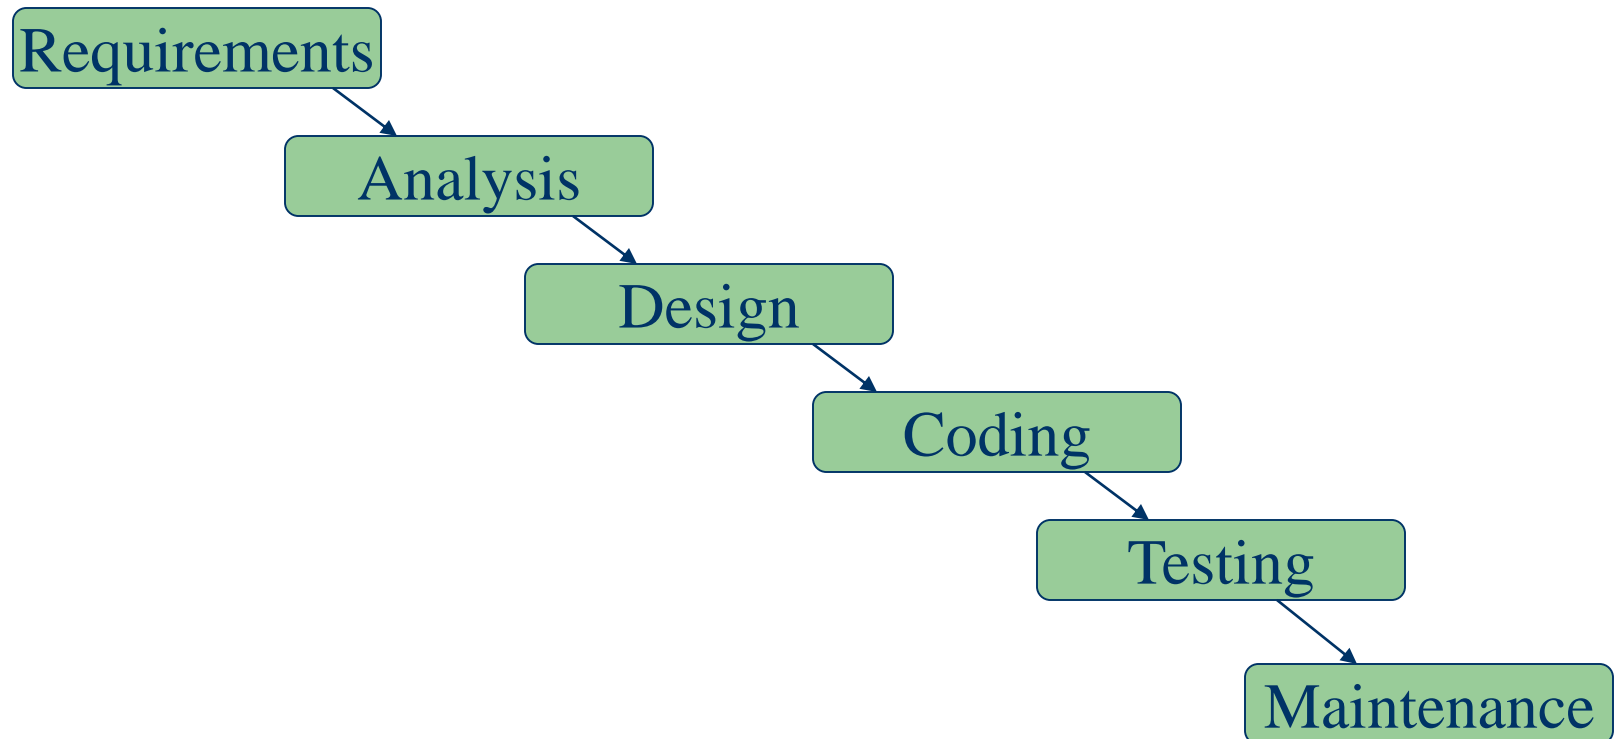 Requirements
Analysis
Design
Coding
Testing
Maintenance